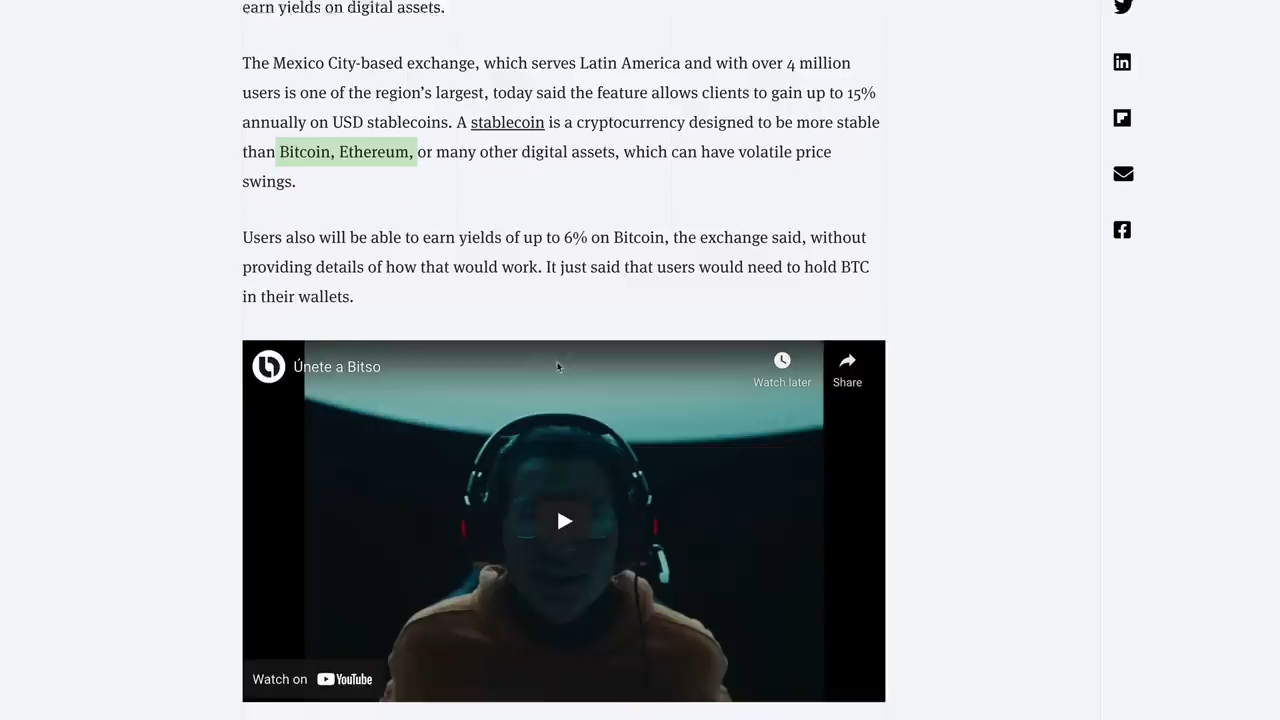 earn yields on digital assets.
The Mexico City-based exchange, which serves Latin America and with over 4 million
users is one of the region’s largest, today said the feature allows clients to gain up to 15%
annually on USD stablecoins. A stablecoin is a cryptocurrency designed to be more stable
than Bitcoin, Ethereum, or many other digital assets, which can have volatile price
swings.
Users also will be able to earn yields of up to 6% on Bitcoin, the exchange said, without
providing details of how that would work. It just said that users would need to hold BTC
in their wallets.
Únete a Bitso
Watch later
Share
Watch on YouTube